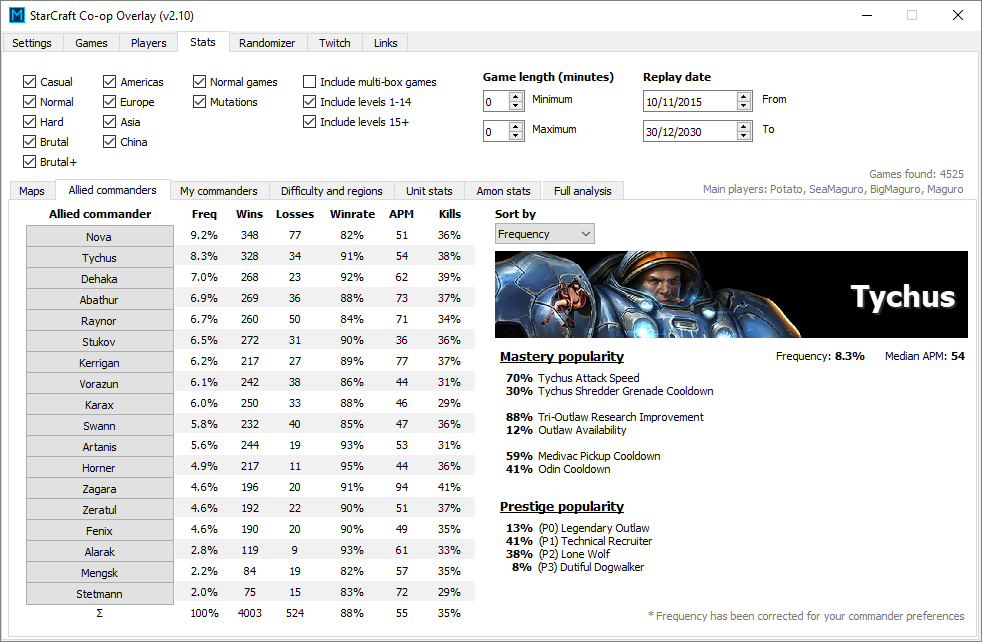 StarCraft Co-op Overlay (v2.10)
Settings Games Players Stats Randomizer Twitch Links
Casual Americas Normal games Include multi-box games Game length (minutes) Replay date
Normal Europe Mutations Include levels 1-14 0 Minimum 10/11/2015 From
Hard Asia Include levels 15+
Brutal China 0 Maximum 30/12/2030 To
Brutal+
Games found: 4525
Main players: Potato, SeaMaguro, BigMaguro, Maguro
Maps Allied commanders My commanders Difficulty and regions Unit stats Amon stats Full analysis
Allied commander Freq Wins Losses Winrate APM Kills
Nova 9.2% 348 77 82% 51 36%
Tychus 8.3% 328 34 91% 54 38%
Dehaka 7.0% 268 23 92% 62 39%
Abathur 6.9% 269 36 88% 73 37%
Raynor 6.7% 260 50 84% 71 34%
Stukov 6.5% 272 31 90% 36 36%
Kerrigan 6.2% 217 27 89% 77 37%
Vorazun 6.1% 242 38 86% 44 31%
Karax 6.0% 250 33 88% 46 29%
Swann 5.8% 232 40 85% 47 36%
Artanis 5.6% 244 19 93% 53 31%
Horner 4.9% 217 11 95% 44 36%
Zagara 4.6% 196 20 91% 94 41%
Zeratul 4.6% 192 22 90% 51 37%
Fenix 4.6% 190 20 90% 49 35%
Alarak 2.8% 119 9 93% 61 33%
Mengsk 2.2% 84 19 82% 57 35%
Stetmann 2.0% 75 15 83% 72 29%
Σ 100% 4003 524 88% 55 35%
Sort by
Frequency
Tychus
Mastery popularity Frequency: 8.3% Median APM: 54
70% Tychus Attack Speed
30% Tychus Shredder Grenade Cooldown
88% Tri-Outlaw Research Improvement
12% Outlaw Availability
59% Medivac Pickup Cooldown
41% Odin Cooldown
Prestige popularity
13% (P0) Legendary Outlaw
41% (P1) Technical Recruiter
38% (P2) Lone Wolf
8% (P3) Dutiful Dogwalker
* Frequency has been corrected for your commander preferences